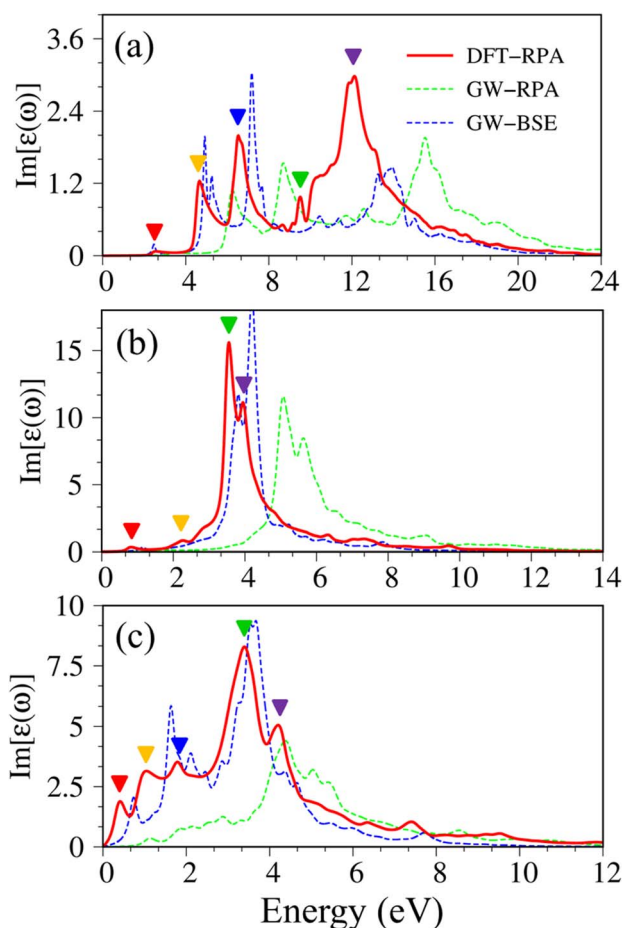 (a)
Im[ε(ω)]
3.6
2.4
1.2
0
DFT−RPA
GW−RPA
GW−BSE
0 4 8 12 16 20 24
(b)
Im[ε(ω)]
15
10
5
0
0 2 4 6 8 10 12 14
(c)
Im[ε(ω)]
10
7.5
5
2.5
0
0 2 4 6 8 10 12
Energy (eV)